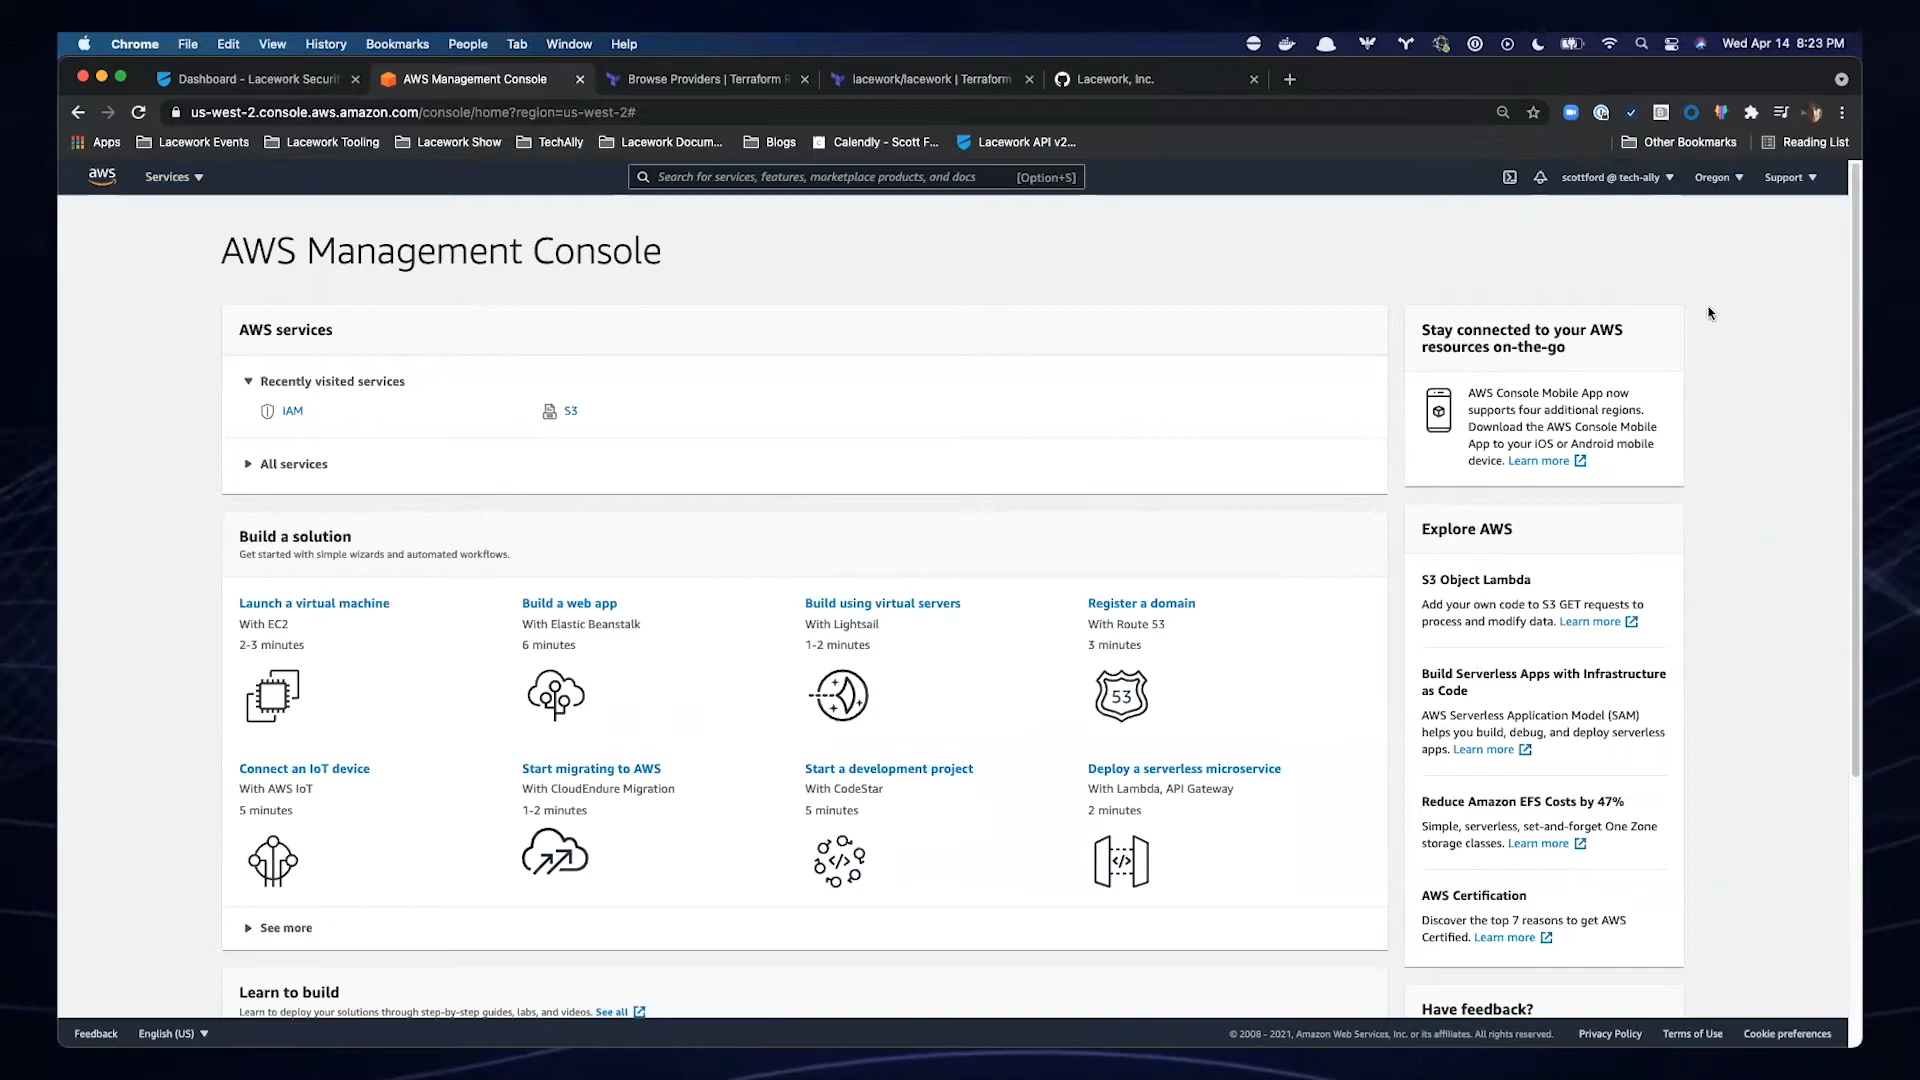 Chrome File Edit View History Bookmarks People Tab Window Help
Wed Apr 14 8:23 PM
Dashboard - Lacework Securit
AWS Management Console
Browse Providers | Terraform R
lacework/lacework | Terraform
Lacework, Inc.
us-west-2.console.aws.amazon.com/console/home?region=us-west-2#
Apps
Lacework Events
Lacework Tooling
Lacework Show
TechAlly
Lacework Docum...
Blogs
Calendly - Scott F...
Lacework API v2...
Other Bookmarks
Reading List
aws
Services
Search for services, features, marketplace products, and docs [Option+S]
scottford @ tech-ally
Oregon
Support
AWS Management Console
AWS services
Recently visited services
IAM
S3
All services
Build a solution
Get started with simple wizards and automated workflows.
Launch a virtual machine
With EC2
2-3 minutes
Build a web app
With Elastic Beanstalk
6 minutes
Build using virtual servers
With Lightsail
1-2 minutes
Register a domain
With Route 53
3 minutes
53
Connect an IoT device
With AWS IoT
5 minutes
Start migrating to AWS
With CloudEndure Migration
1-2 minutes
Start a development project
With CodeStar
5 minutes
</>
Deploy a serverless microservice
With Lambda, API Gateway
2 minutes
</>
See more
Learn to build
Learn to deploy your solutions through step-by-step guides, labs, and videos. See all
Stay connected to your AWS
resources on-the-go
AWS Console Mobile App now
supports four additional regions.
Download the AWS Console Mobile
App to your iOS or Android mobile
device. Learn more
Explore AWS
S3 Object Lambda
Add your own code to S3 GET requests to
process and modify data. Learn more
Build Serverless Apps with Infrastructure
as Code
AWS Serverless Application Model (SAM)
helps you build, debug, and deploy serverless
apps. Learn more
Reduce Amazon EFS Costs by 47%
Simple, serverless, set-and-forget One Zone
storage classes. Learn more
AWS Certification
Discover the top 7 reasons to get AWS
Certified. Learn more
Have feedback?
Feedback
English (US)
© 2008 - 2021, Amazon Web Services, Inc. or its affiliates. All rights reserved.
Privacy Policy
Terms of Use
Cookie preferences